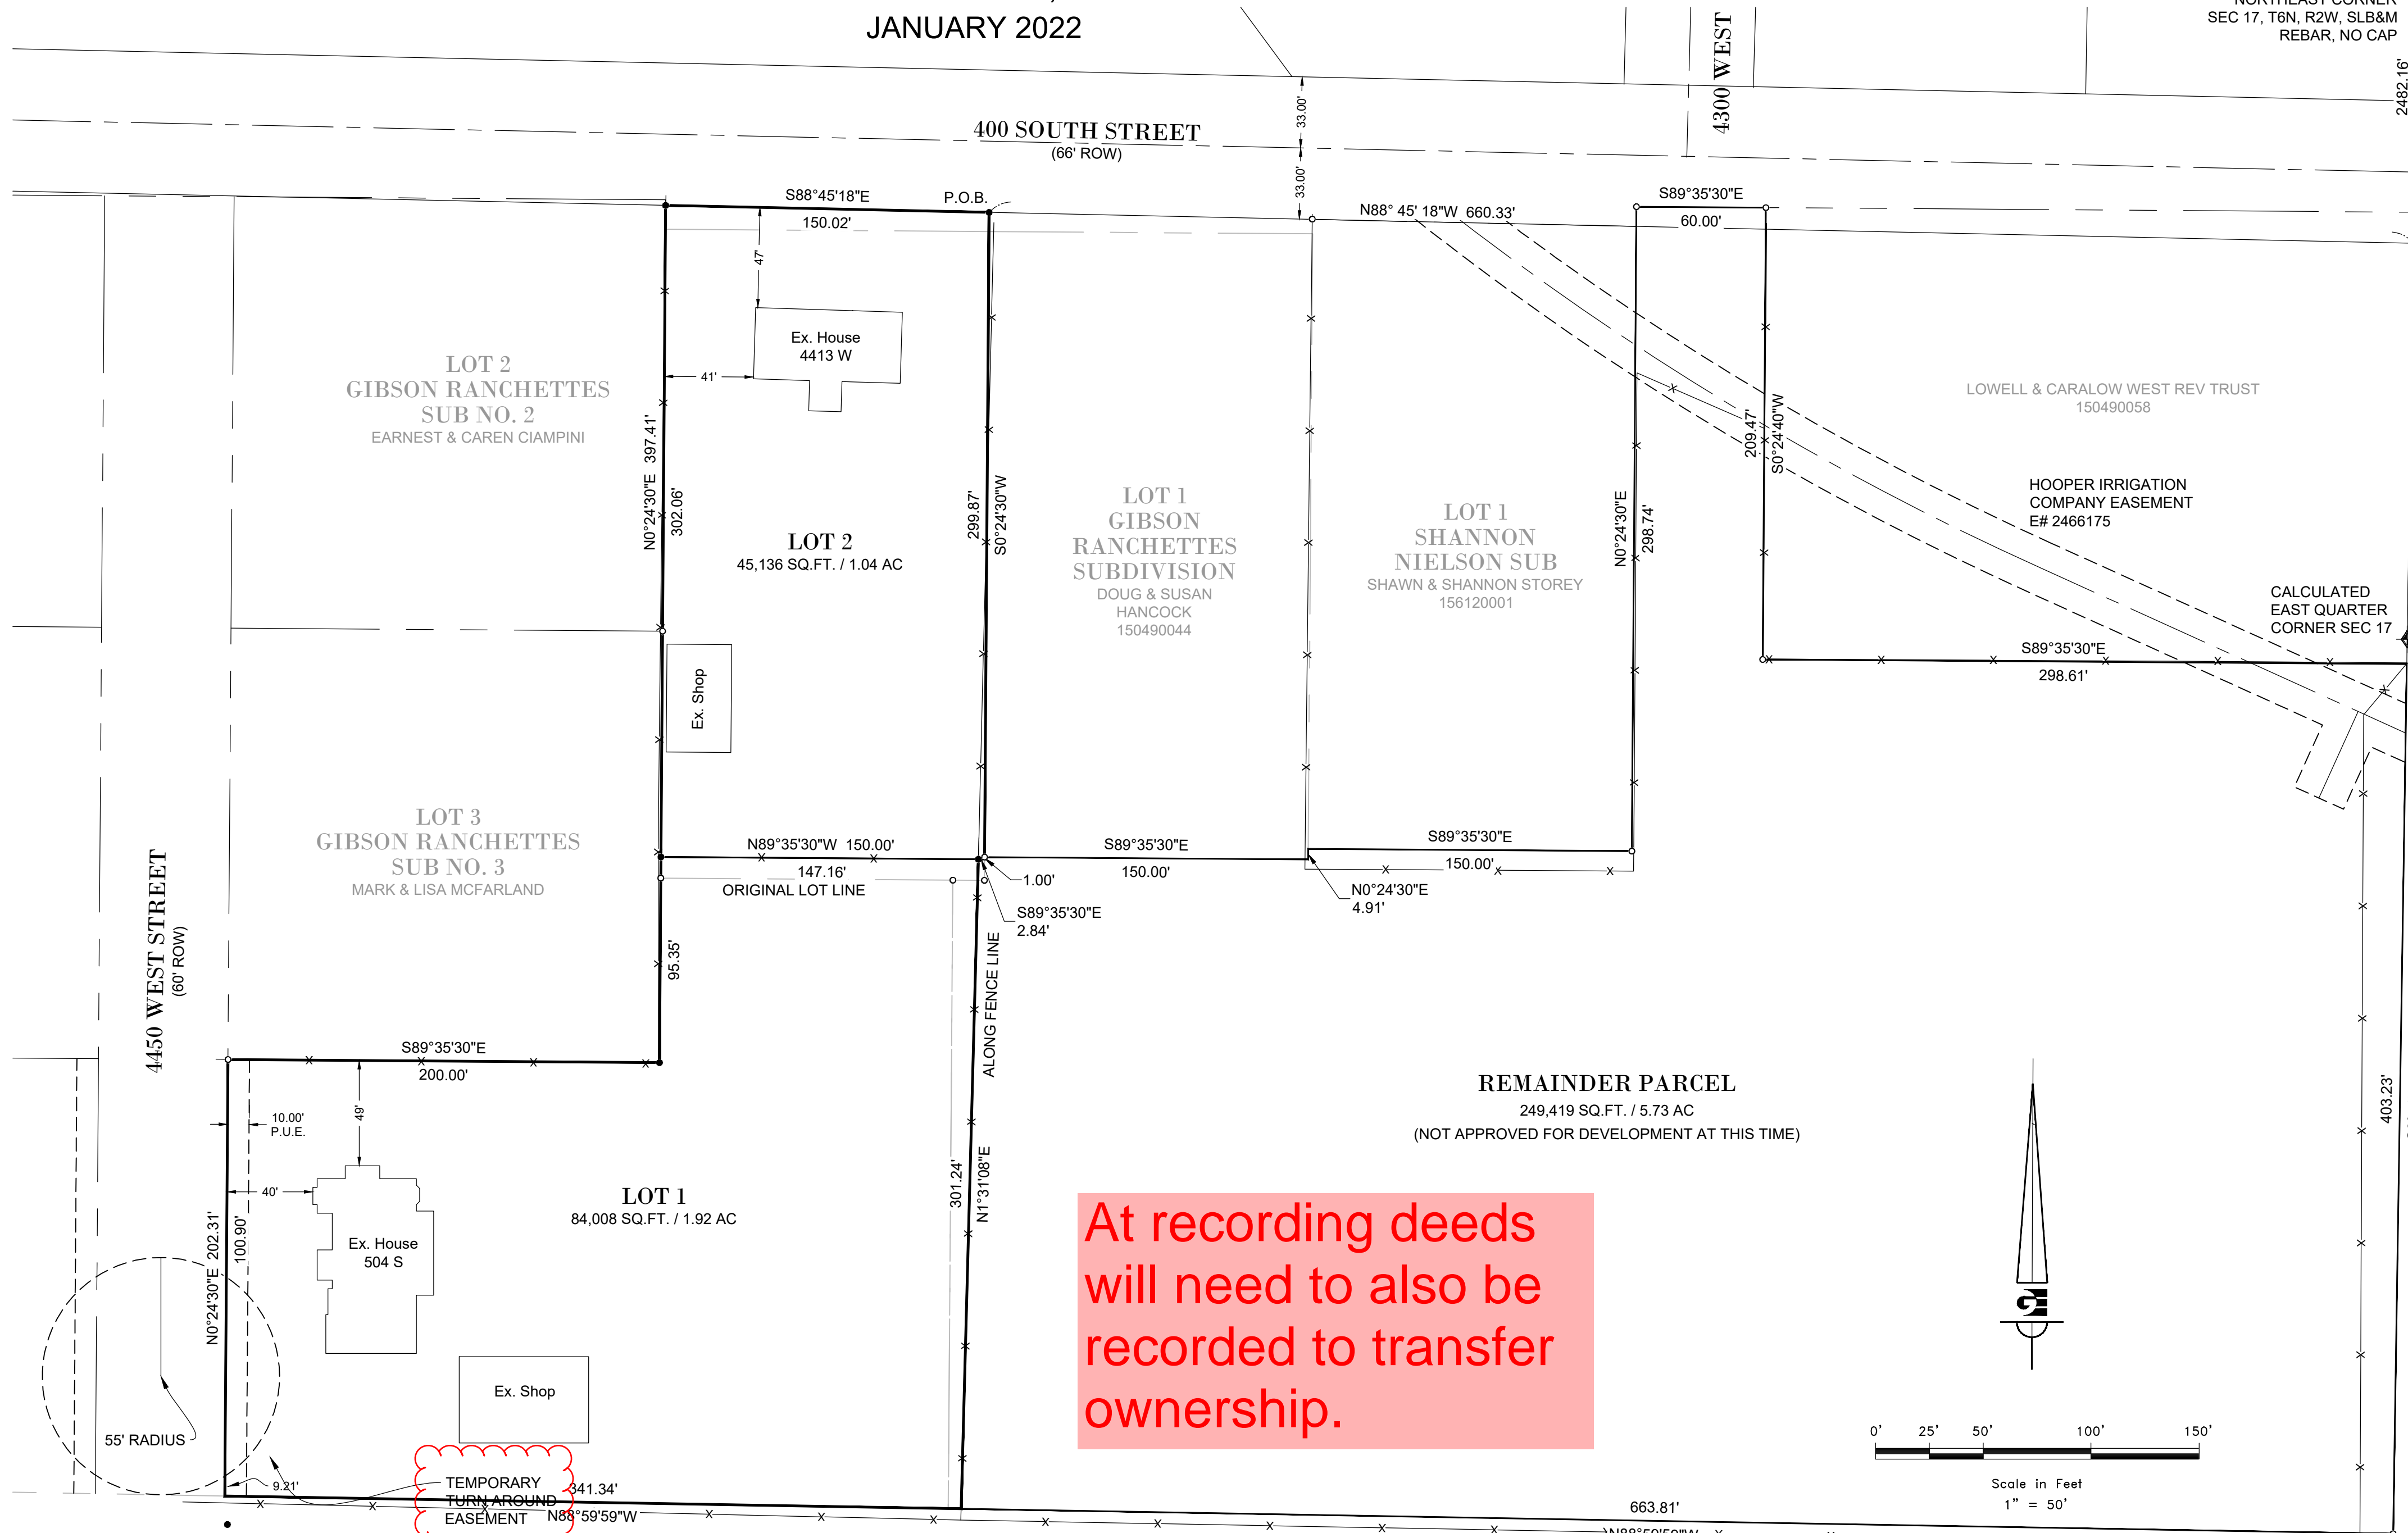 JANUARY 2022
NORTHEAST CORNER
SEC 17, T6N, R2W, SLB&M
REBAR, NO CAP
2482.16'
4300 WEST
33.00'
33.00'
400 SOUTH STREET
(66' ROW)
S88°45'18"E
150.02'
P.O.B.
N88° 45' 18"W 660.33'
S89°35'30"E
60.00'
47'
Ex. House
4413 W
41'
LOT 2
GIBSON RANCHETTES
SUB NO. 2
EARNEST & CAREN CIAMPINI
N0°24'30"E 397.41'
302.06'
LOT 2
45,136 SQ.FT. / 1.04 AC
299.87'
S0°24'30"W
LOT 1
GIBSON
RANCHETTES
SUBDIVISION
DOUG & SUSAN
HANCOCK
150490044
LOT 1
SHANNON
NIELSON SUB
SHAWN & SHANNON STOREY
156120001
N0°24'30"E
298.74'
209.47'
S0°24'40"W
LOWELL & CARALOW WEST REV TRUST
150490058
HOOPER IRRIGATION
COMPANY EASEMENT
E# 2466175
CALCULATED
EAST QUARTER
CORNER SEC 17
S89°35'30"E
298.61'
Ex. Shop
LOT 3
GIBSON RANCHETTES
SUB NO. 3
MARK & LISA MCFARLAND
N89°35'30"W 150.00'
147.16'
ORIGINAL LOT LINE
1.00'
S89°35'30"E
2.84'
S89°35'30"E
150.00'
S89°35'30"E
150.00'
N0°24'30"E
4.91'
4450 WEST STREET
(60' ROW)
95.35'
ALONG FENCE LINE
S89°35'30"E
200.00'
10.00'
P.U.E.
49'
40'
Ex. House
504 S
LOT 1
84,008 SQ.FT. / 1.92 AC
301.24'
N1°31'08"E
N0°24'30"E 202.31'
100.90'
REMAINDER PARCEL
249,419 SQ.FT. / 5.73 AC
(NOT APPROVED FOR DEVELOPMENT AT THIS TIME)
403.23'
At recording deeds
will need to also be
recorded to transfer
ownership.
GE
Ex. Shop
55' RADIUS
9.21'
TEMPORARY
TURN AROUND
EASEMENT
341.34'
N88°59'59"W
0' 25' 50' 100' 150'
Scale in Feet
1" = 50'
663.81'
N88°59'59"W